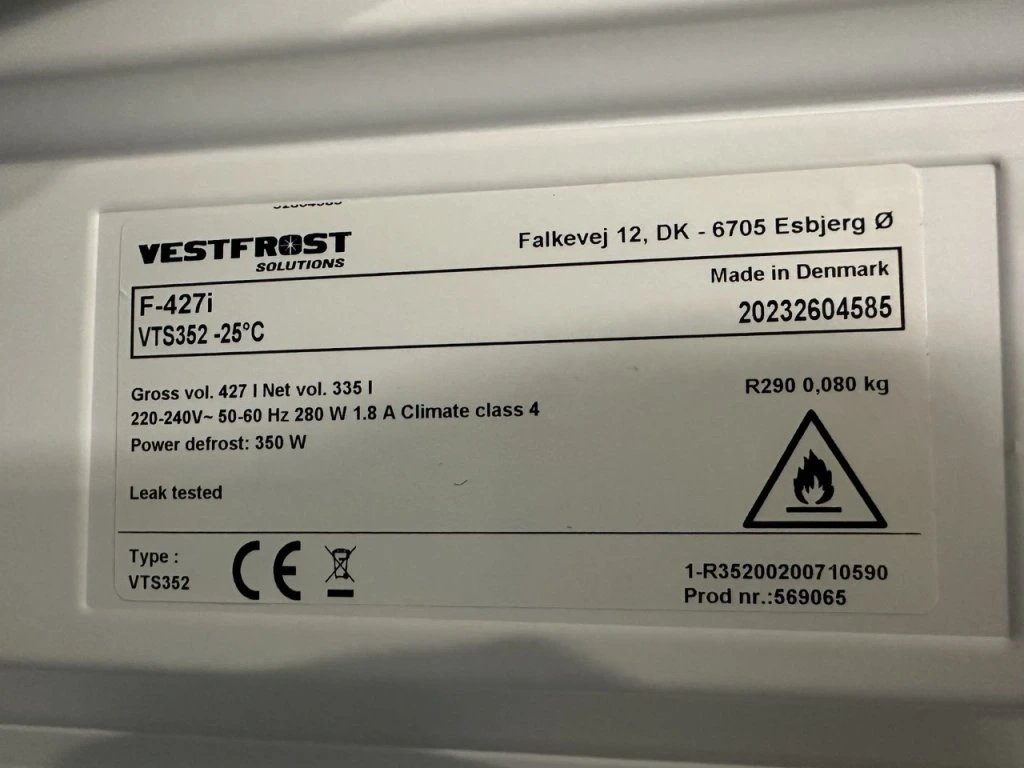 VESTFROST
SOLUTIONS
Falkevej 12, DK - 6705 Esbjerg Ø
F-427i
Made in Denmark
VTS352 -25°C
20232604585
Gross vol. 427 l Net vol. 335 l
R290 0,080 kg
220-240V~ 50-60 Hz 280 W 1.8 A Climate class 4
Power defrost: 350 W
Leak tested
Type :
VTS352
CE
1-R35200200710590
Prod nr.:569065